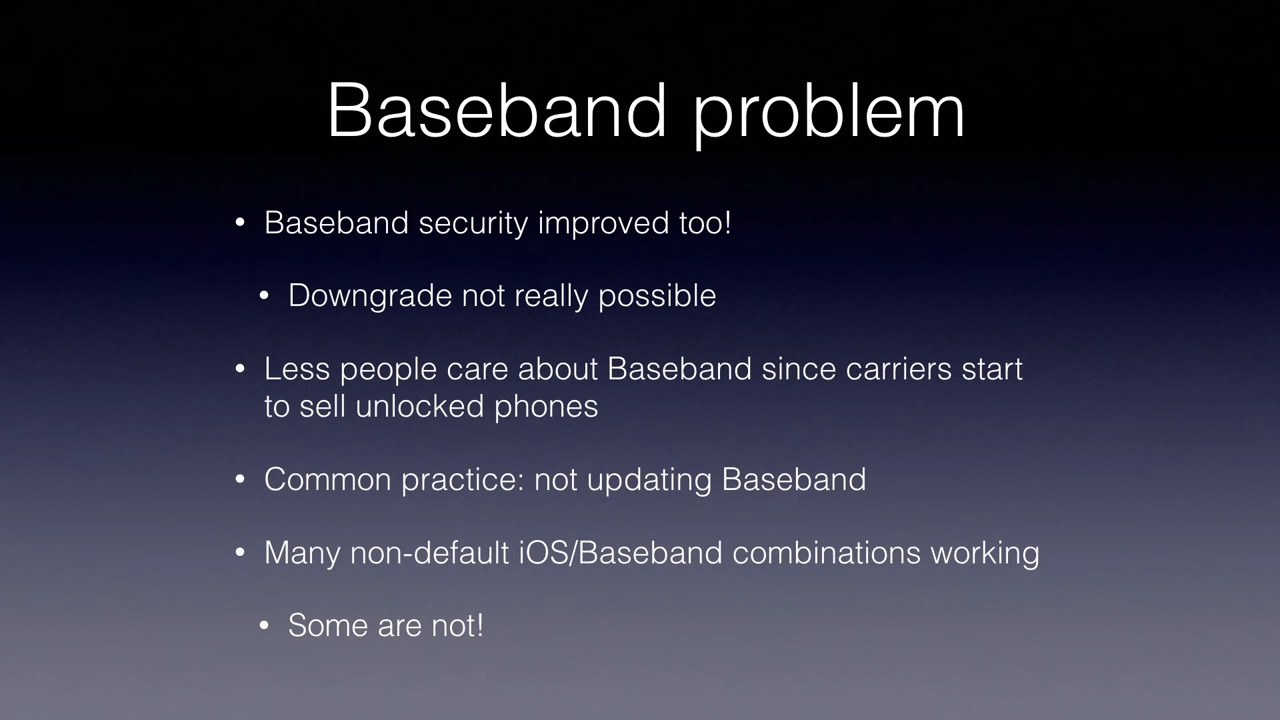 Baseband problem
• Baseband security improved too!
• Downgrade not really possible
• Less people care about Baseband since carriers start
to sell unlocked phones
• Common practice: not updating Baseband
• Many non-default iOS/Baseband combinations working
• Some are not!